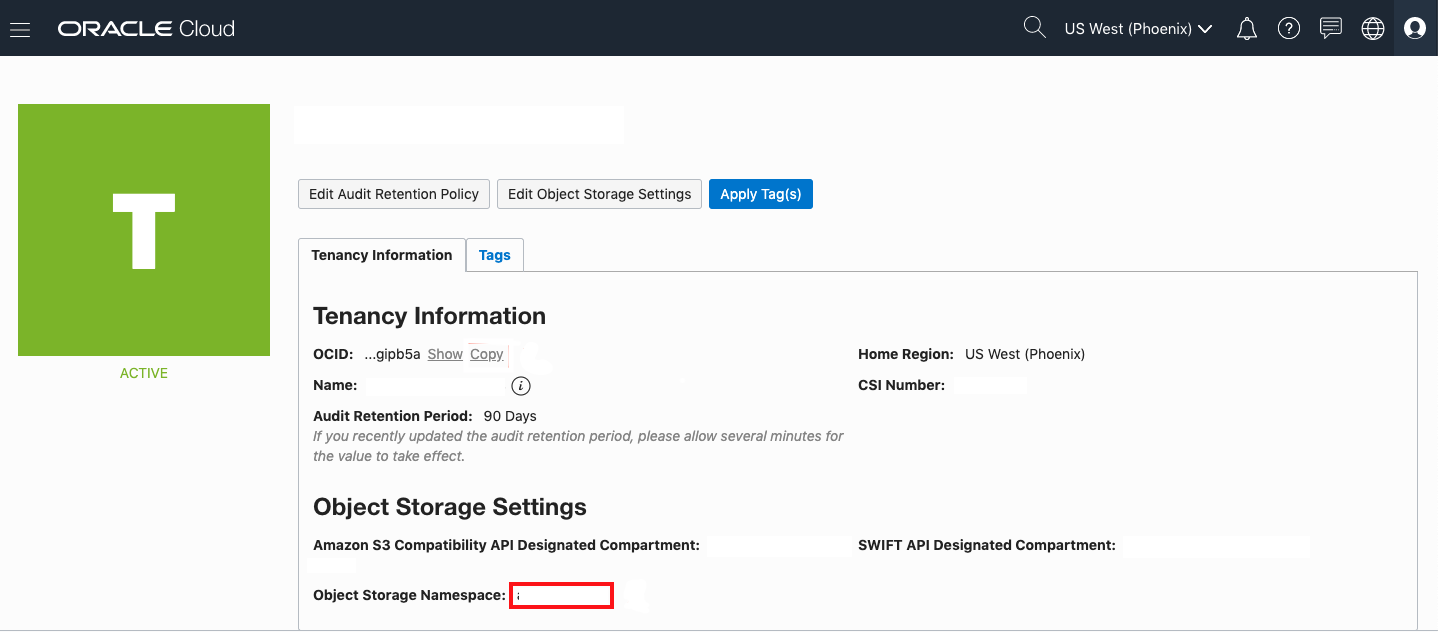 ORACLE Cloud
US West (Phoenix)
T
ACTIVE
Edit Audit Retention Policy Edit Object Storage Settings Apply Tag(s)
Tenancy Information Tags
Tenancy Information
OCID: ...gipb5a Show Copy
Home Region: US West (Phoenix)
Name:
CSI Number:
Audit Retention Period: 90 Days
If you recently updated the audit retention period, please allow several minutes for
the value to take effect.
Object Storage Settings
Amazon S3 Compatibility API Designated Compartment:
SWIFT API Designated Compartment:
Object Storage Namespace: